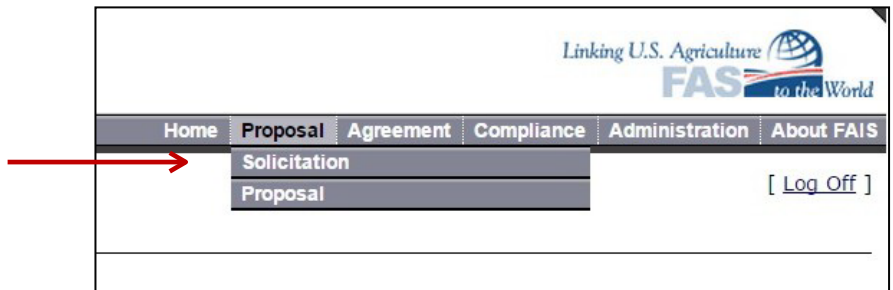 Linking U.S. Agriculture
FAS
to the World
Home Proposal Agreement Compliance Administration About FAIS
Solicitation
Proposal
[ Log Off ]